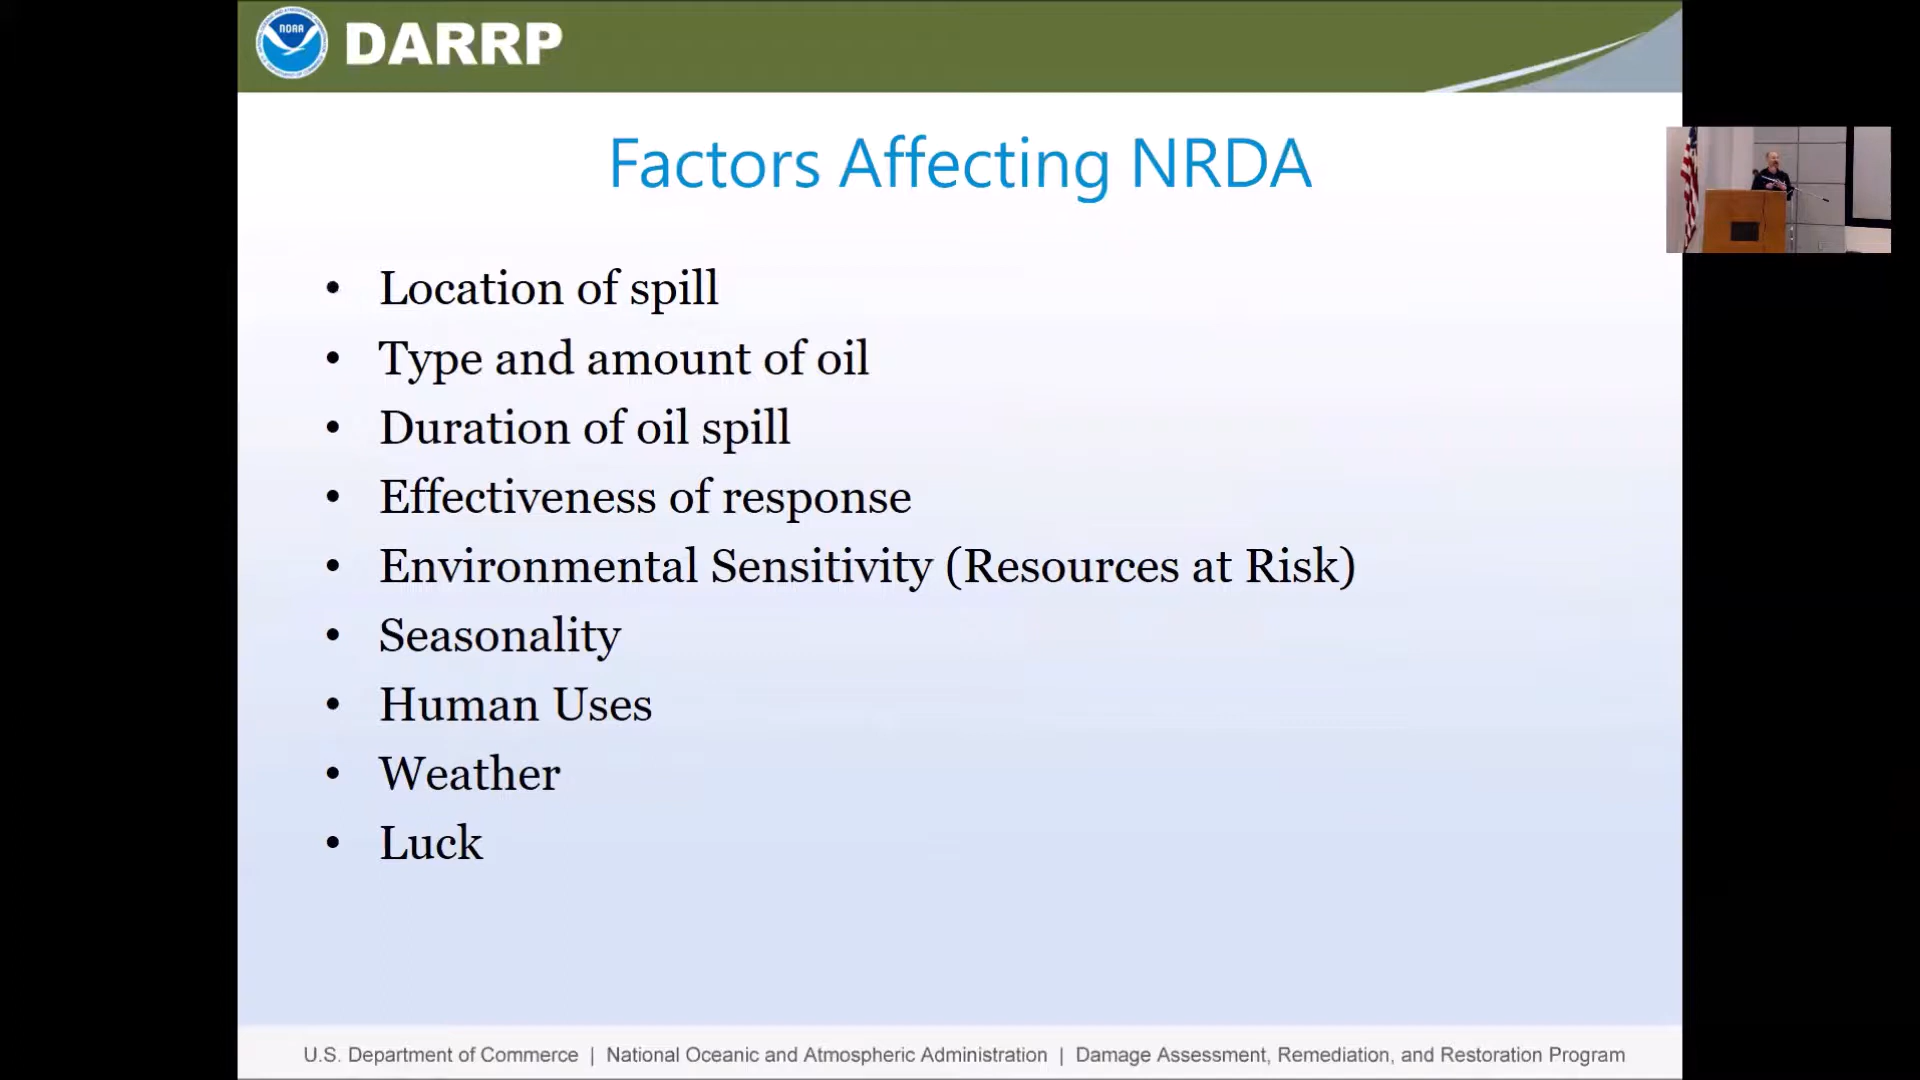 NOAA
DARRP
Factors Affecting NRDA
• Location of spill
• Type and amount of oil
• Duration of oil spill
• Effectiveness of response
• Environmental Sensitivity (Resources at Risk)
• Seasonality
• Human Uses
• Weather
• Luck
U.S. Department of Commerce | National Oceanic and Atmospheric Administration | Damage Assessment, Remediation, and Restoration Program